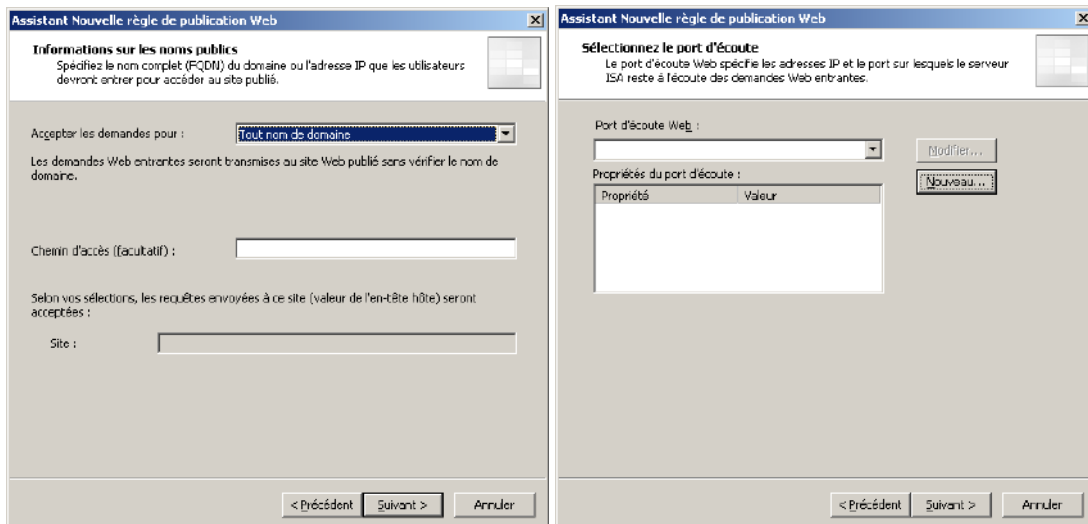 Assistant Nouvelle règle de publication Web
Informations sur les noms publics
Spécifiez le nom complet (FQDN) du domaine ou l'adresse IP que les utilisateurs
devront entrer pour accéder au site publié.
Accepter les demandes pour :
Tout nom de domaine
Les demandes Web entrantes seront transmises au site Web publié sans vérifier le nom de
domaine.
Chemin d'accès (facultatif) :
Selon vos sélections, les requêtes envoyées à ce site (valeur de l'en-tête hôte) seront
acceptées :
Site :
< Précédent
Suivant >
Annuler
Assistant Nouvelle règle de publication Web
Sélectionnez le port d'écoute
Le port d'écoute Web spécifie les adresses IP et le port sur lesquels le serveur
ISA reste à l'écoute des demandes Web entrantes.
Port d'écoute Web :
Modifier...
Propriétés du port d'écoute :
Nouveau...
Propriété
Valeur
< Précédent
Suivant >
Annuler